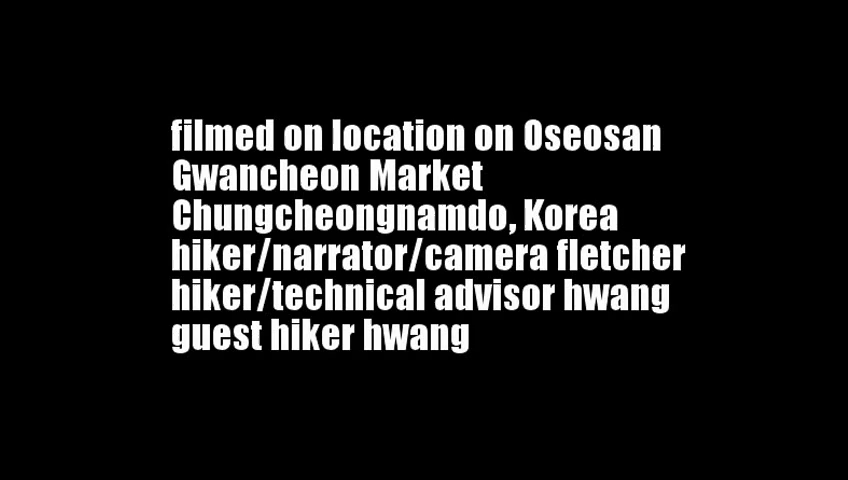 filmed on location on Oseosan
Gwancheon Market
Chungcheongnamdo, Korea
hiker/narrator/camera fletcher
hiker/technical advisor hwang
guest hiker hwang